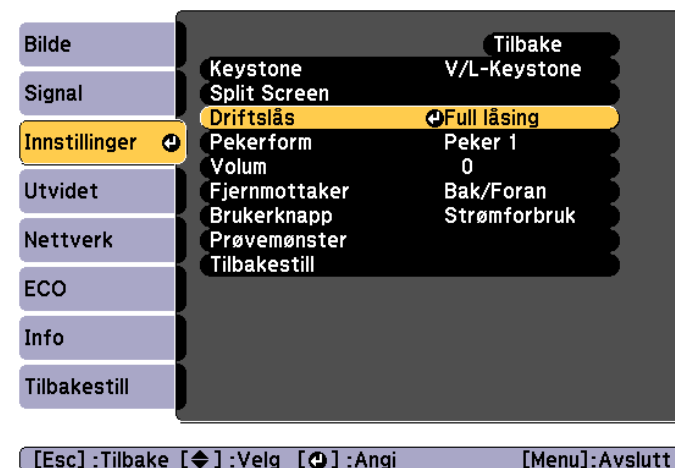 Bilde
Signal
Innstillinger
Utvidet
Nettverk
ECO
Info
Tilbakestill
Tilbake
Keystone V/L-Keystone
Split Screen
Driftslås Full låsing
Pekerform Peker 1
Volum 0
Fjernmottaker Bak/Foran
Brukerknapp Strømforbruk
Prøvemønster
Tilbakestill
[Esc] :Tilbake [◆] :Velg [⏎] :Angi [Menu]:Avslutt